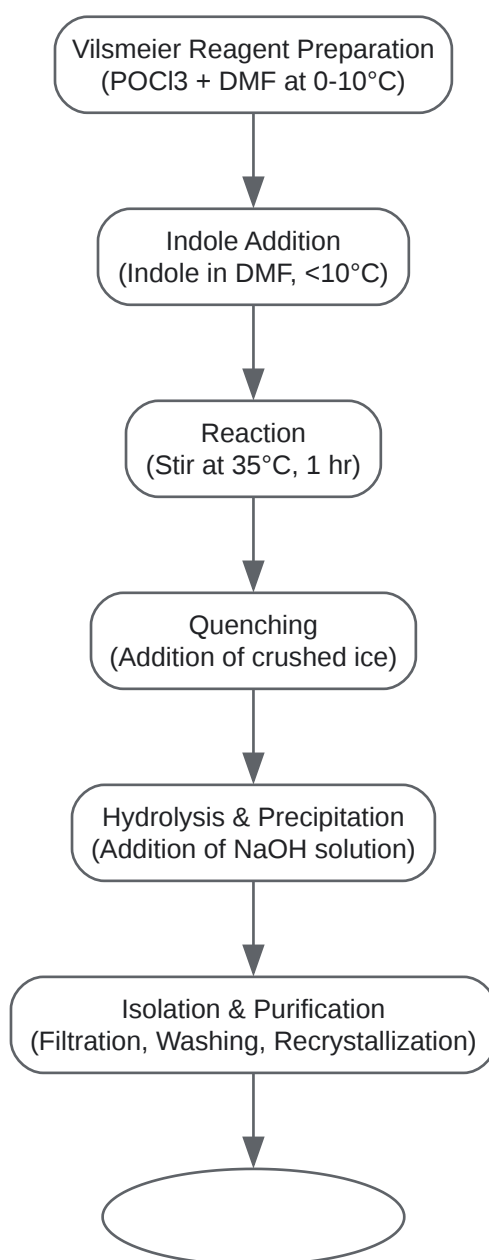 Vilsmeier Reagent Preparation
(POCl3 + DMF at 0-10°C)
Indole Addition
(Indole in DMF, <10°C)
Reaction
(Stir at 35°C, 1 hr)
Quenching
(Addition of crushed ice)
Hydrolysis & Precipitation
(Addition of NaOH solution)
Isolation & Purification
(Filtration, Washing, Recrystallization)